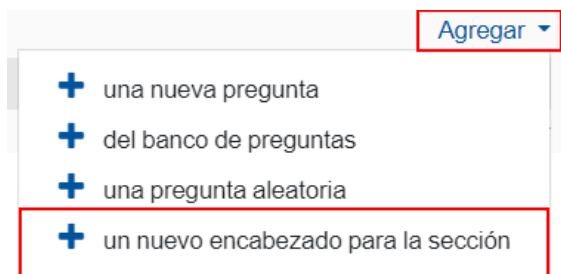 Agregar
una nueva pregunta
del banco de preguntas
una pregunta aleatoria
un nuevo encabezado para la sección